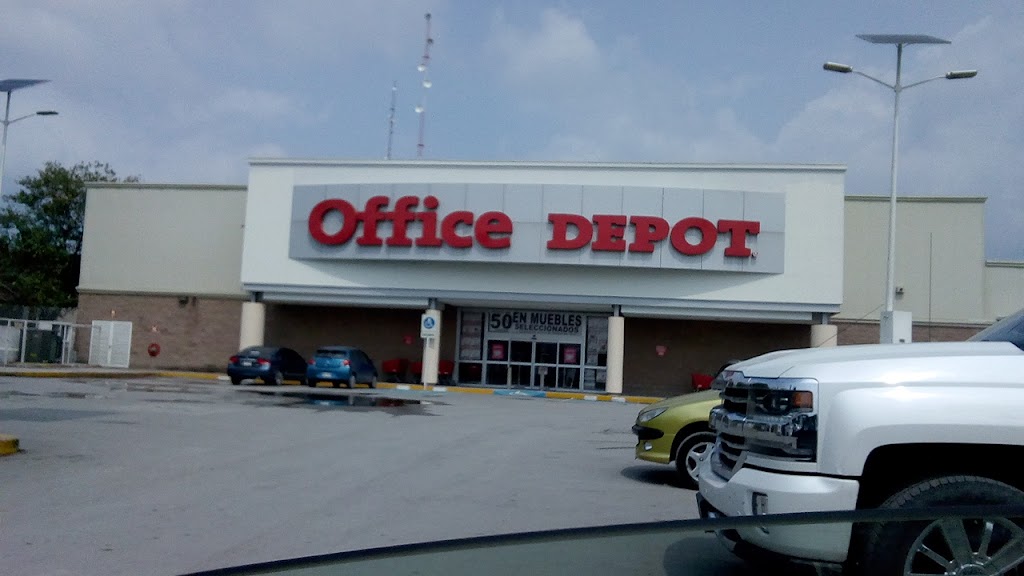 Office DEPOT
50 EN MUEBLES
SELECCIONADOS